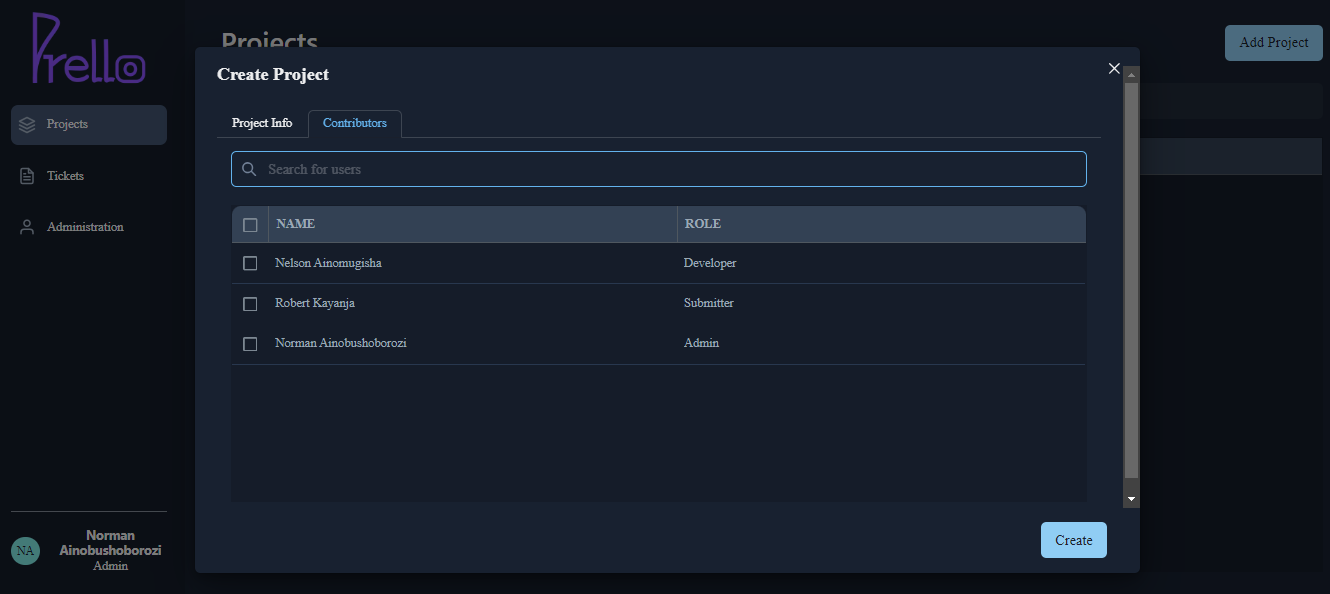 Prello
Projects
Add Project
Create Project
Project Info
Contributors
Projects
Search for users
Tickets
NAME
ROLE
Administration
Nelson Ainomugisha
Developer
Robert Kayanja
Submitter
Norman Ainobushoborozi
Admin
NA
Norman
Ainobushoborozi
Admin
Create